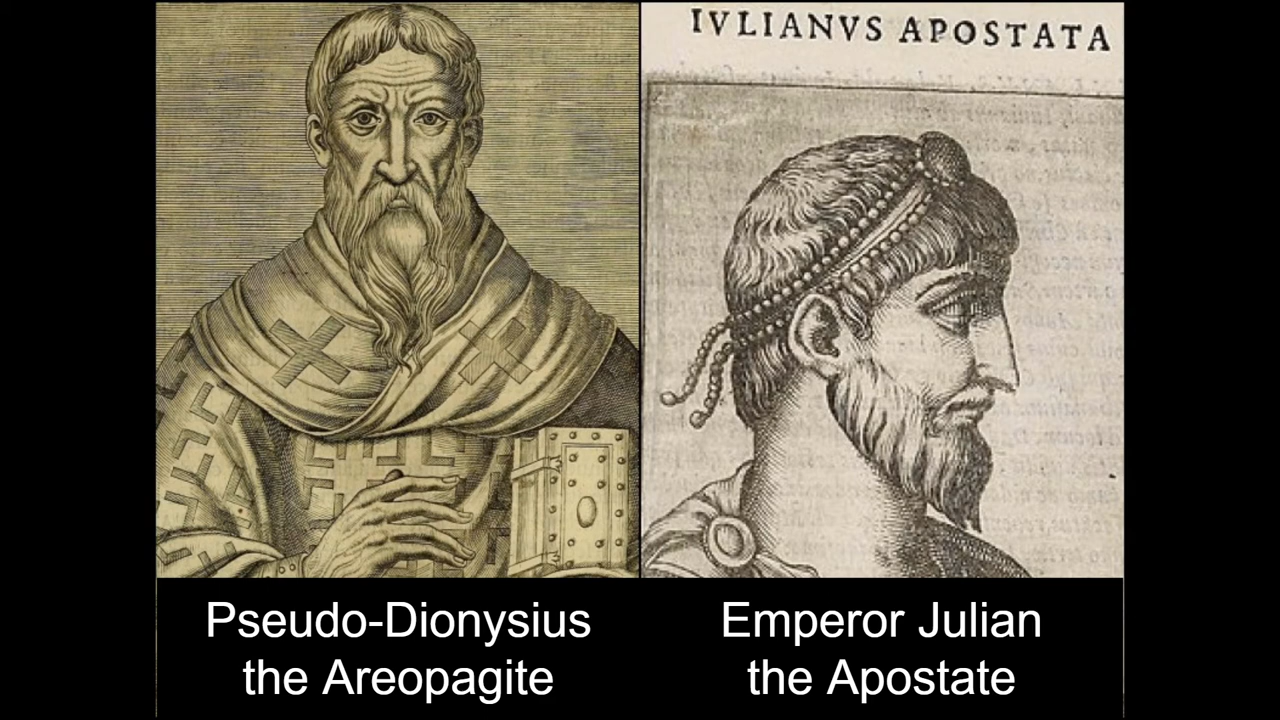 IVLIANVS APOSTATA
Pseudo-Dionysius
the Areopagite
Emperor Julian
the Apostate